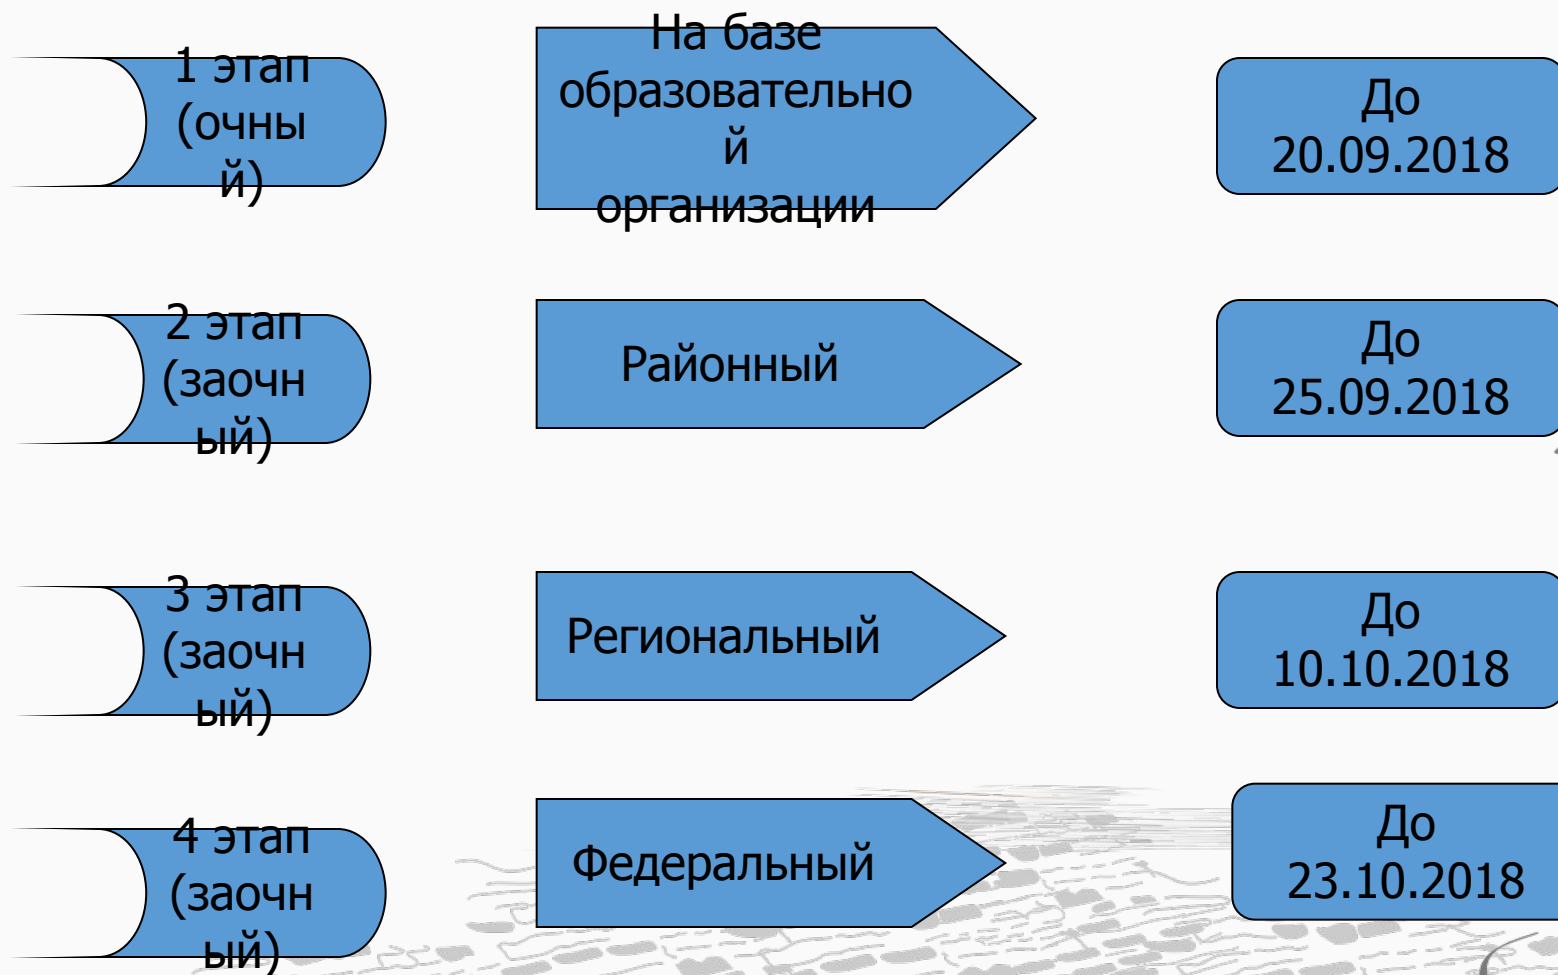 1 этап
(очны
й)
На базе
образовательно
й
организации
До
20.09.2018
2 этап
(заочн
ый)
Районный
До
25.09.2018
3 этап
(заочн
ый)
Региональный
До
10.10.2018
4 этап
(заочн
ый)
Федеральный
До
23.10.2018